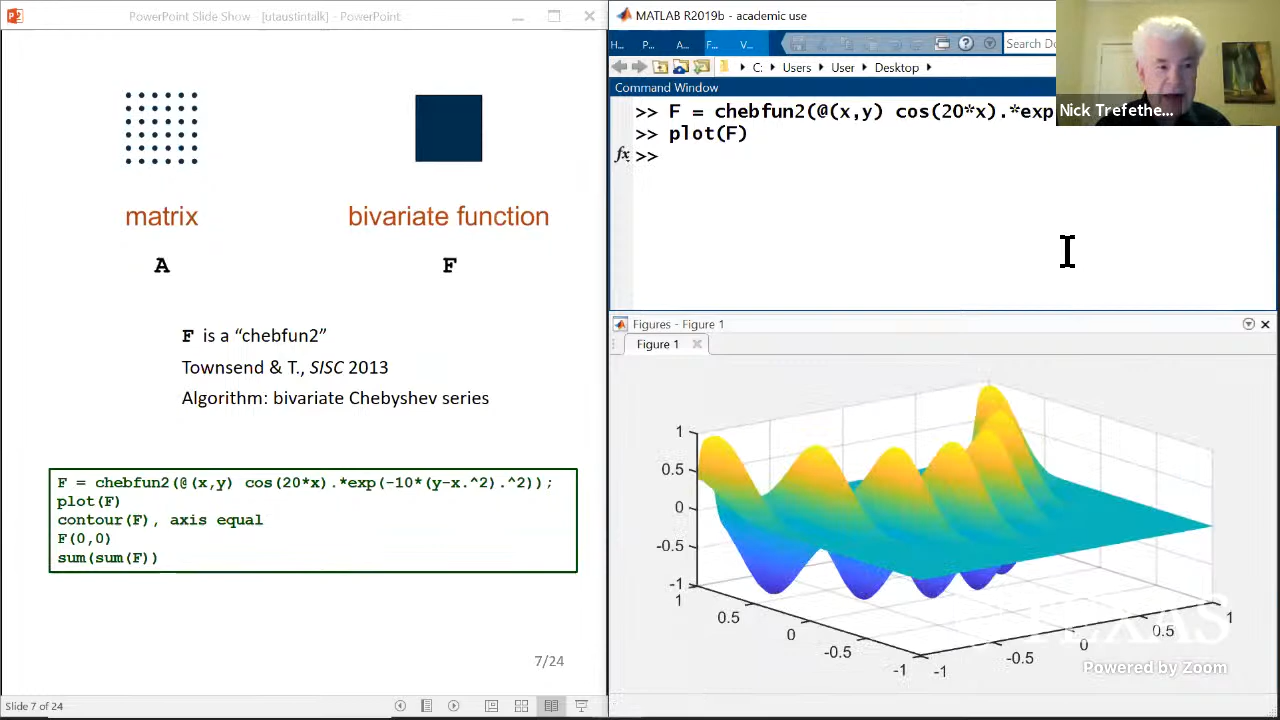 PowerPoint Slide Show - [utaustintalk] - PowerPoint
matrix
bivariate function
A
F
F is a “chebfun2”
Townsend & T., SISC 2013
Algorithm: bivariate Chebyshev series
F = chebfun2(@(x,y) cos(20*x).*exp(-10*(y-x.^2).^2));
plot(F)
contour(F), axis equal
F(0,0)
sum(sum(F))
7/24
Slide 7 of 24
MATLAB R2019b - academic use
H... P... A... F... V...
Search Do
C: Users User Desktop
Command Window
>> F = chebfun2(@(x,y) cos(20*x).*exp
>> plot(F)
fx >>
Nick Trefethe...
Figures - Figure 1
Figure 1
1
0.5
0
-0.5
-1
1
0.5
0
-0.5
-1
-1
-0.5
0
0.5
1
TEXAS
Powered by Zoom